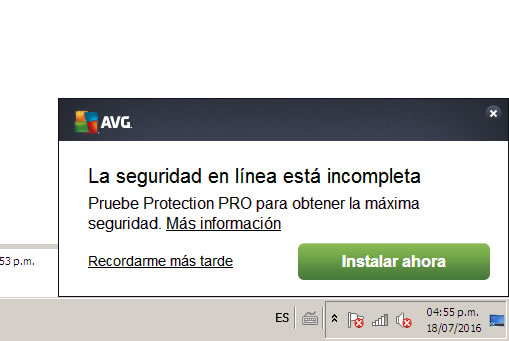 AVG.
La seguridad en línea está incompleta
Pruebe Protection PRO para obtener la máxima
seguridad. Más información
Recordarme más tarde
Instalar ahora
53 p.m.
ES
04:55 p.m.
18/07/2016